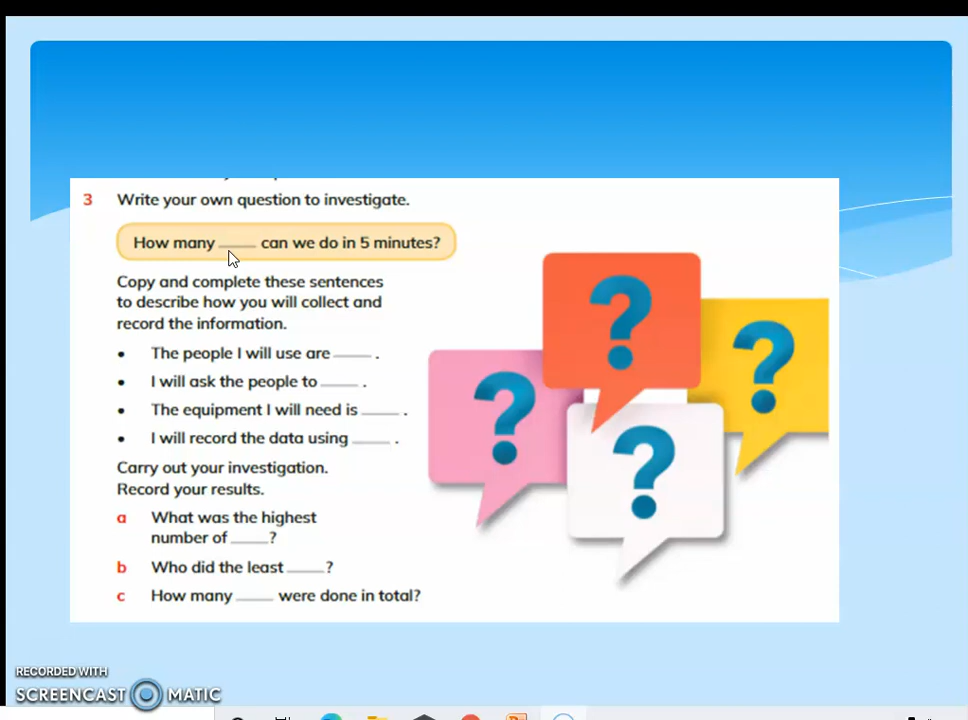 3 Write your own question to investigate.
How many ____ can we do in 5 minutes?
Copy and complete these sentences
to describe how you will collect and
record the information.
• The people I will use are ____ .
• I will ask the people to ____ .
• The equipment I will need is ____ .
• I will record the data using ____ .
Carry out your investigation.
Record your results.
a What was the highest
number of ____?
b Who did the least ____?
c How many ____ were done in total?
? ? ? ?
RECORDED WITH
SCREENCAST MATIC